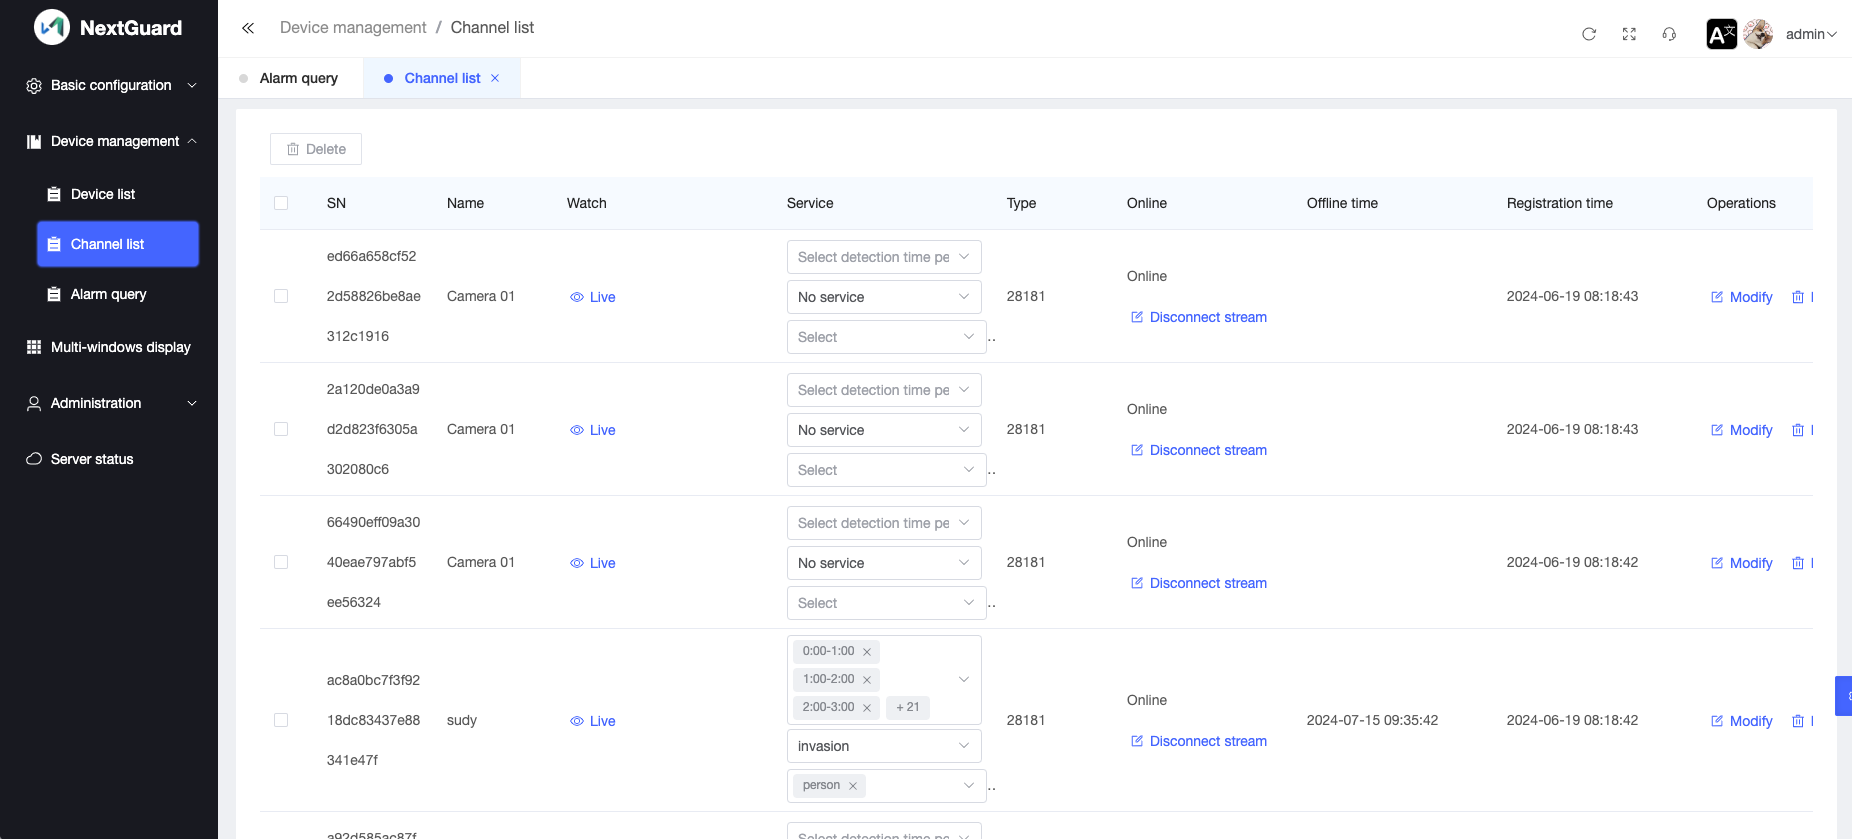 NextGuard
Device management / Channel list
admin
Basic configuration
Device management
Device list
Channel list
Alarm query
Multi-windows display
Administration
Server status
Alarm query
Channel list
Delete
SN Name Watch Service Type Online Offline time Registration time Operations
ed66a658cf52
2d58826be8ae
312c1916
Camera 01
Live
Select detection time pe
No service
Select
..
28181
Online
Disconnect stream
2024-06-19 08:18:43
Modify
2a120de0a3a9
d2d823f6305a
302080c6
Camera 01
Live
Select detection time pe
No service
Select
..
28181
Online
Disconnect stream
2024-06-19 08:18:43
Modify
66490eff09a30
40eae797abf5
ee56324
Camera 01
Live
Select detection time pe
No service
Select
..
28181
Online
Disconnect stream
2024-06-19 08:18:42
Modify
ac8a0bc7f3f92
18dc83437e88
341e47f
sudy
Live
0:00-1:00
1:00-2:00
2:00-3:00 + 21
invasion
person
..
28181
Online
Disconnect stream
2024-07-15 09:35:42
2024-06-19 08:18:42
Modify
a92d585ac87f
Select detection time pe